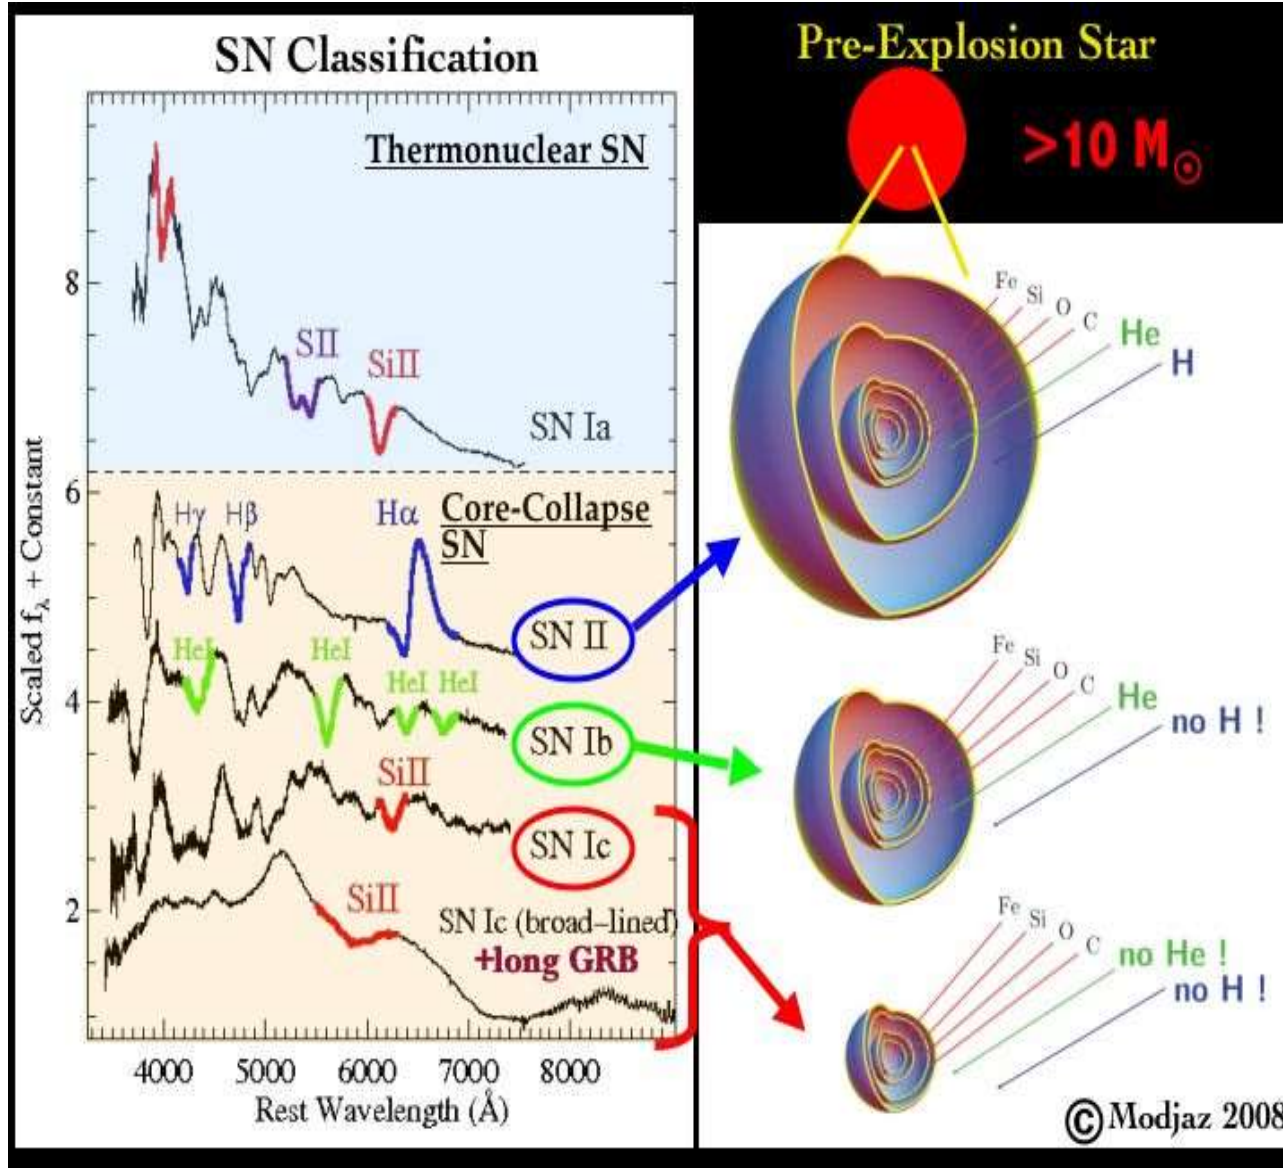 SN Classification
Thermonuclear SN
8
SII
SiII
SN Ia
6
Hγ Hβ Hα
Core-Collapse
SN
SN II
HeI HeI HeI HeI
4
SN Ib
SiII
SN Ic
2
SiII
SN Ic (broad-lined)
+long GRB
Scaled fλ + Constant
4000 5000 6000 7000 8000
Rest Wavelength (Å)
Pre-Explosion Star
>10 M☉
Fe Si O C He H
Fe Si O C He no H !
Fe Si O C no He ! no H !
© Modjaz 2008